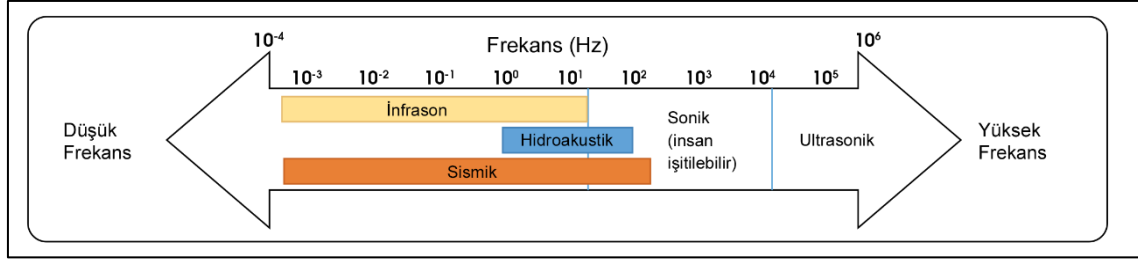 10⁻⁴ Frekans (Hz) 10⁶
10⁻³ 10⁻² 10⁻¹ 10⁰ 10¹ 10² 10³ 10⁴ 10⁵
İnfrason
Düşük
Frekans
Hidroakustik
Sismik
Sonik
(insan
işitilebilir)
Ultrasonik
Yüksek
Frekans